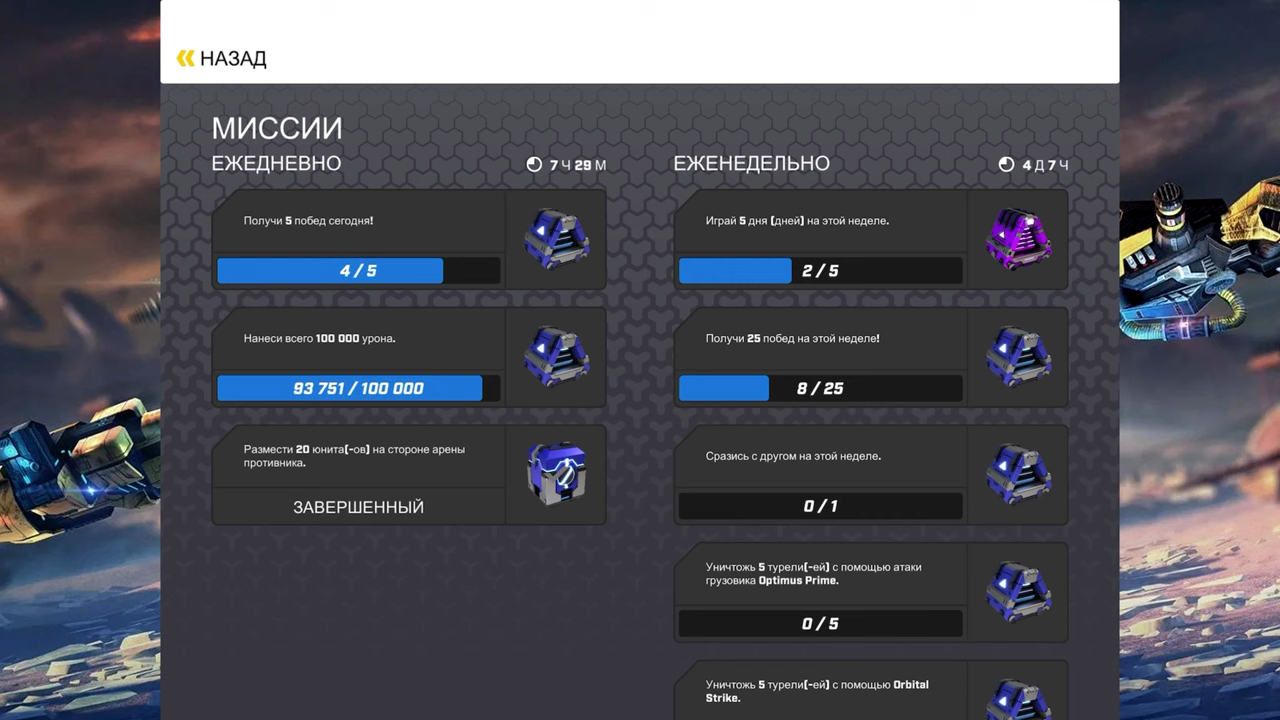 НАЗАД
МИССИИ
ЕЖЕДНЕВНО
7 Ч 29 М
Получи 5 побед сегодня!
4 / 5
Нанеси всего 100 000 урона.
93 751 / 100 000
Размести 20 юнита(-ов) на стороне арены
противника.
ЗАВЕРШЕННЫЙ
ЕЖЕНЕДЕЛЬНО
4 Д 7 Ч
Играй 5 дня (дней) на этой неделе.
2 / 5
Получи 25 побед на этой неделе!
8 / 25
Сразись с другом на этой неделе.
0 / 1
Уничтожь 5 турели(-ей) с помощью атаки
грузовика Optimus Prime.
0 / 5
Уничтожь 5 турели(-ей) с помощью Orbital
Strike.